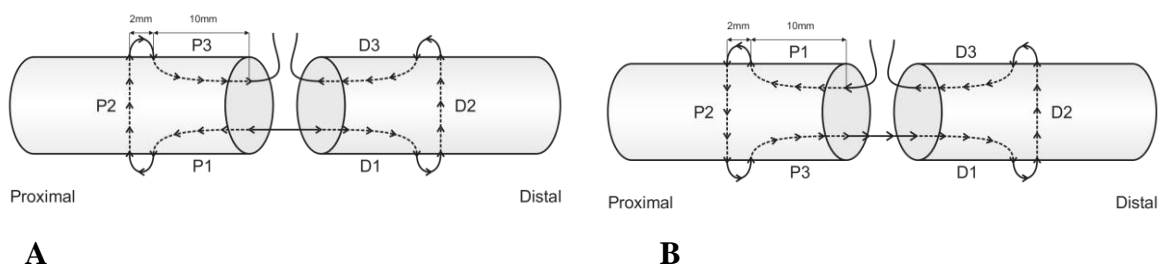 2mm 10mm
P3 D3
P2 D2
P1 D1
Proximal Distal
A
2mm 10mm
P1 D3
P2 D2
P3 D1
Proximal Distal
B